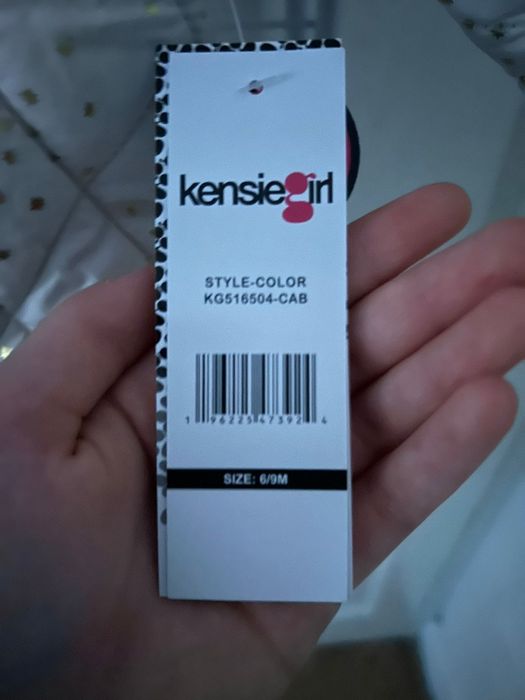 kensiegirl
STYLE-COLOR
KG516504-CAB
1 96225 47392 4
SIZE: 6/9M